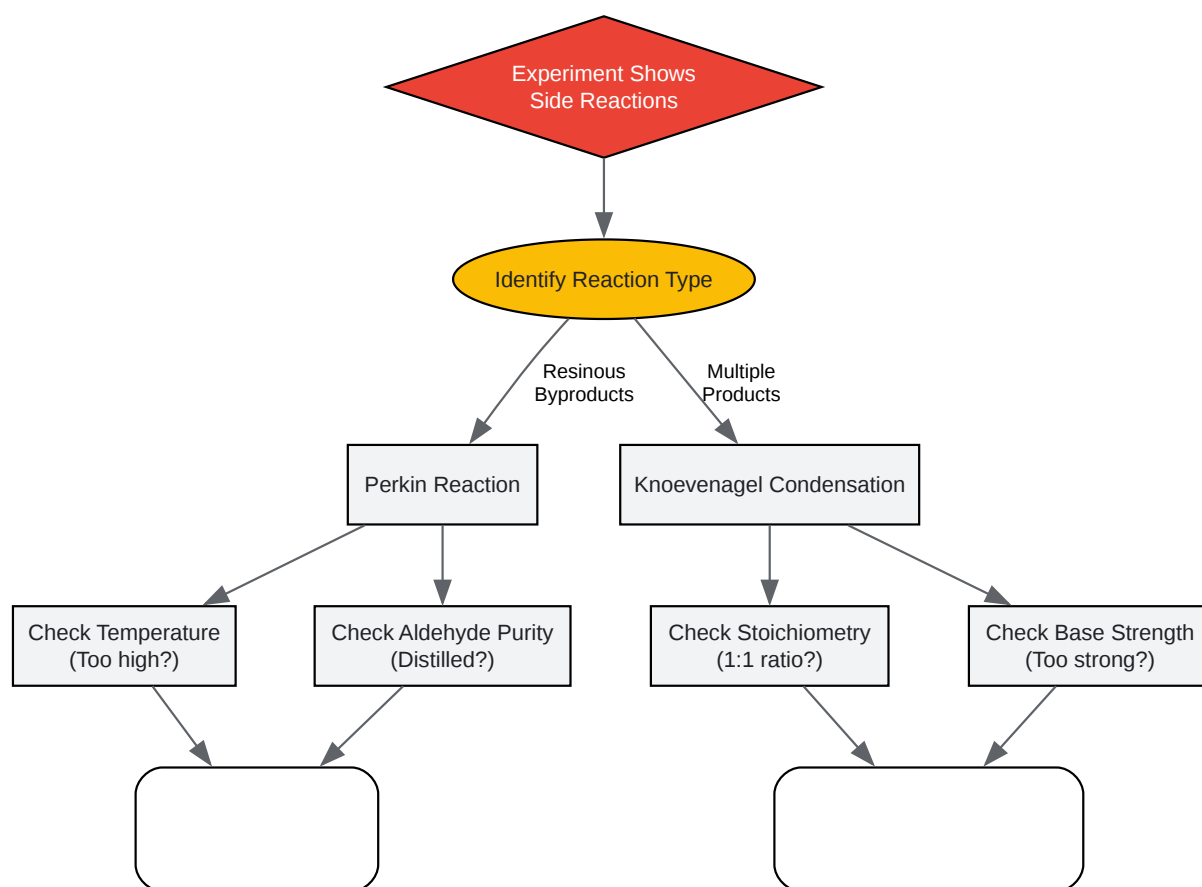 Experiment Shows
Side Reactions
Identify Reaction Type
Resinous
Byproducts
Multiple
Products
Perkin Reaction
Knoevenagel Condensation
Check Temperature
(Too high?)
Check Aldehyde Purity
(Distilled?)
Check Stoichiometry
(1:1 ratio?)
Check Base Strength
(Too strong?)